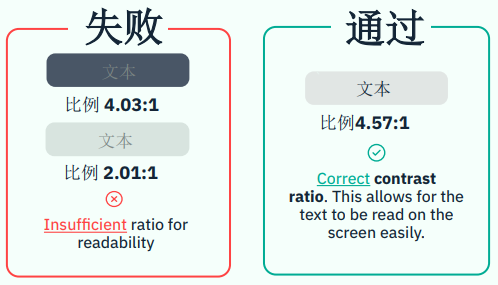 失败
文本
比例 4.03:1
文本
比例 2.01:1
Insufficient ratio for
readability
通过
文本
比例4.57:1
Correct contrast
ratio. This allows for the
text to be read on the
screen easily.